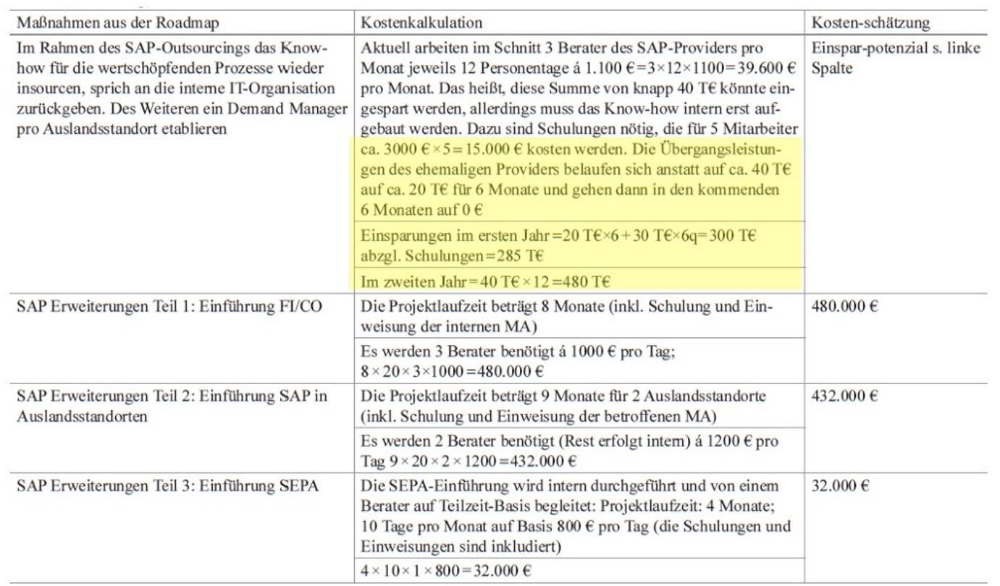 Maßnahmen aus der Roadmap
Kostenkalkulation
Kosten-schätzung
Im Rahmen des SAP-Outsourcings das Know-
how für die wertschöpfenden Prozesse wieder
insourcen, sprich an die interne IT-Organisation
zurückgeben. Des Weiteren ein Demand Manager
pro Auslandsstandort etablieren
Aktuell arbeiten im Schnitt 3 Berater des SAP-Providers pro
Monat jeweils 12 Personentage á 1.100 €=3×12×1100=39.600 €
pro Monat. Das heißt, diese Summe von knapp 40 T€ könnte ein-
gespart werden, allerdings muss das Know-how intern erst auf-
gebaut werden. Dazu sind Schulungen nötig, die für 5 Mitarbeiter
ca. 3000 €×5=15.000 € kosten werden. Die Übergangsleistun-
gen des ehemaligen Providers belaufen sich anstatt auf ca. 40 T€
auf ca. 20 T€ für 6 Monate und gehen dann in den kommenden
6 Monaten auf 0 €
Einsparungen im ersten Jahr=20 T€×6+30 T€×6q=300 T€
abzgl. Schulungen=285 T€
Im zweiten Jahr=40 T€×12=480 T€
Einspar-potenzial s. linke
Spalte
SAP Erweiterungen Teil 1: Einführung FI/CO
Die Projektlaufzeit beträgt 8 Monate (inkl. Schulung und Ein-
weisung der internen MA)
Es werden 3 Berater benötigt á 1000 € pro Tag;
8×20×3×1000=480.000 €
480.000 €
SAP Erweiterungen Teil 2: Einführung SAP in
Auslandsstandorten
Die Projektlaufzeit beträgt 9 Monate für 2 Auslandsstandorte
(inkl. Schulung und Einweisung der betroffenen MA)
Es werden 2 Berater benötigt (Rest erfolgt intern) á 1200 € pro
Tag 9×20×2×1200=432.000 €
432.000 €
SAP Erweiterungen Teil 3: Einführung SEPA
Die SEPA-Einführung wird intern durchgeführt und von einem
Berater auf Teilzeit-Basis begleitet: Projektlaufzeit: 4 Monate;
10 Tage pro Monat auf Basis 800 € pro Tag (die Schulungen und
Einweisungen sind inkludiert)
4×10×1×800=32.000 €
32.000 €